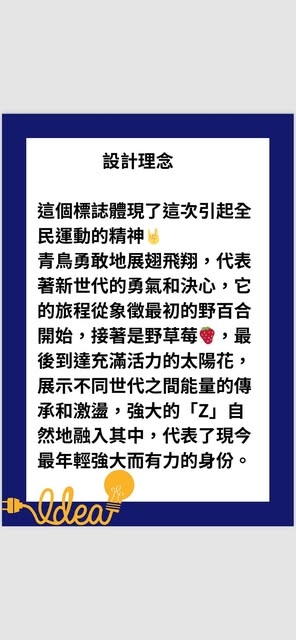 設計理念
這個標誌體現了這次引起全
民運動的精神🤘
青鳥勇敢地展翅飛翔，代表
著新世代的勇氣和決心，它
的旅程從象徵最初的野百合
開始，接著是野草莓🍓，最
後到達充滿活力的太陽花，
展示不同世代之間能量的傳
承和激盪，強大的「Z」自
然地融入其中，代表了現今
最年輕強大而有力的身份。
Idea